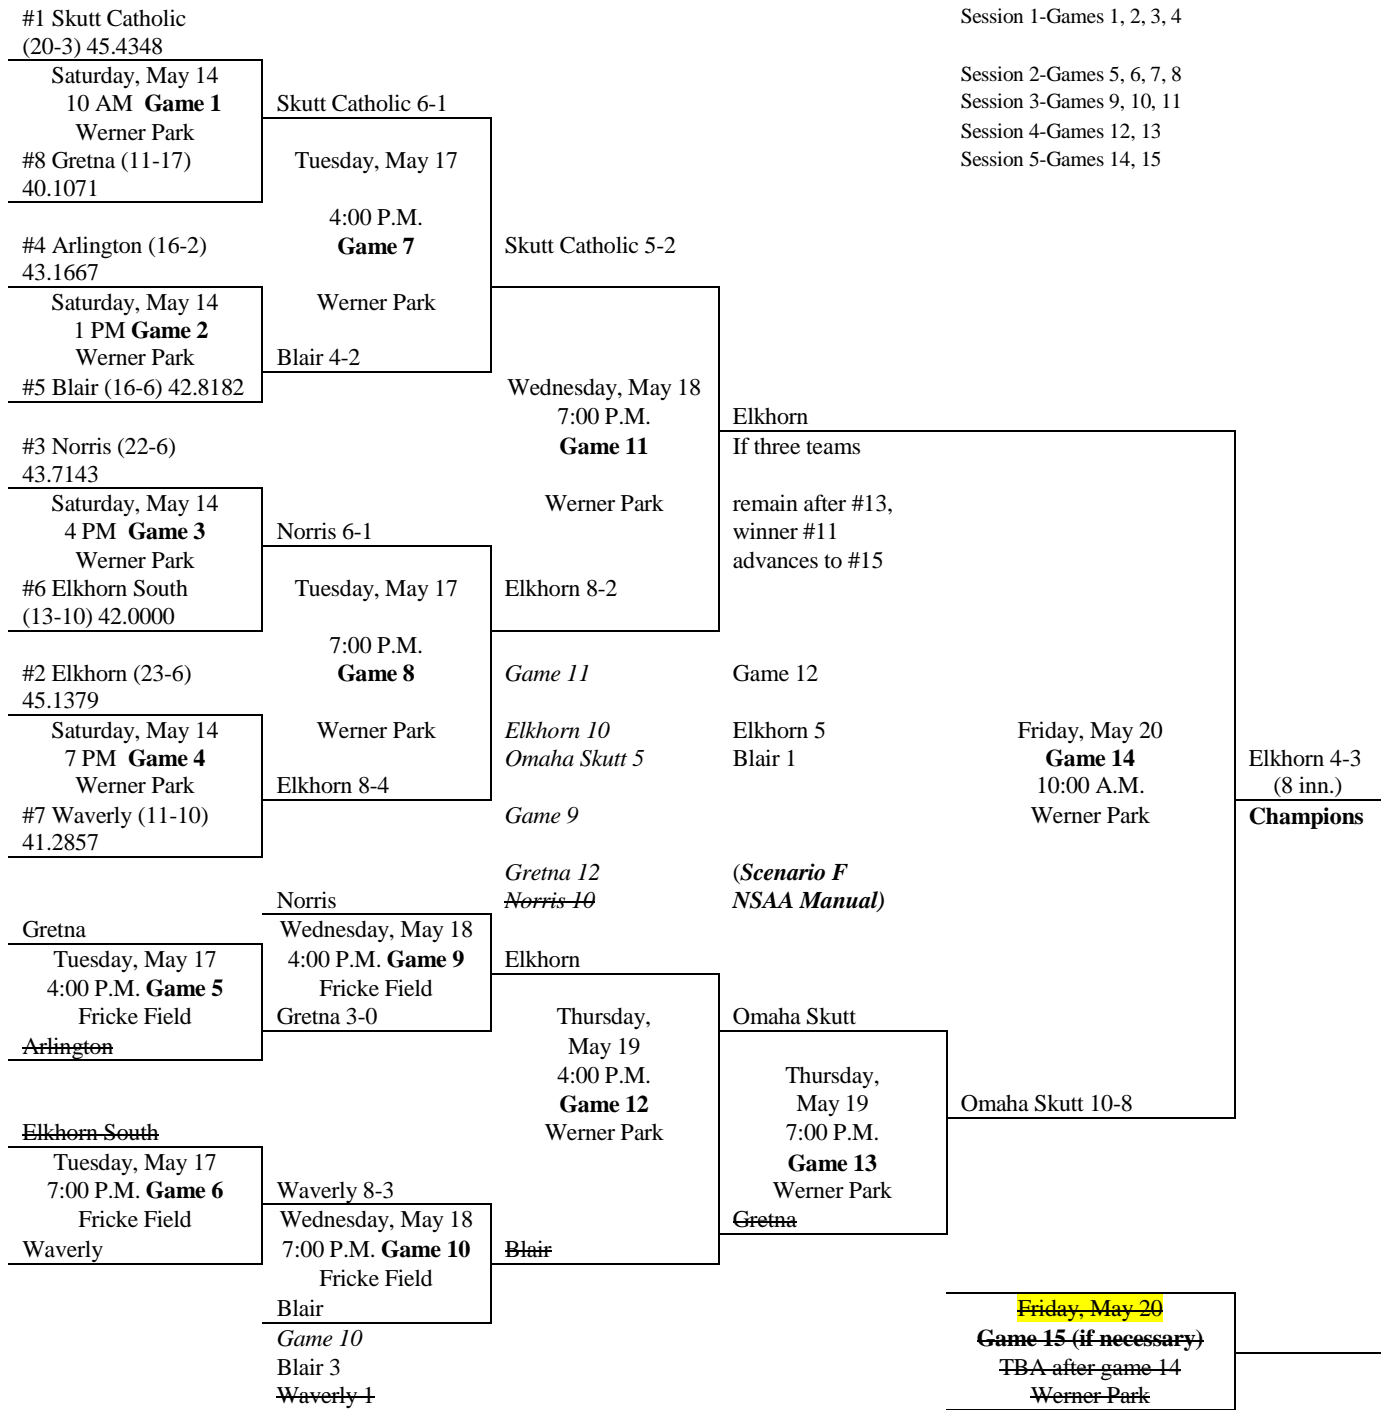 #1 Skutt Catholic
(20-3) 45.4348
Saturday, May 14
10 AM Game 1
Werner Park
#8 Gretna (11-17)
40.1071
#4 Arlington (16-2)
43.1667
Saturday, May 14
1 PM Game 2
Werner Park
#5 Blair (16-6) 42.8182
#3 Norris (22-6)
43.7143
Saturday, May 14
4 PM Game 3
Werner Park
#6 Elkhorn South
(13-10) 42.0000
#2 Elkhorn (23-6)
45.1379
Saturday, May 14
7 PM Game 4
Werner Park
#7 Waverly (11-10)
41.2857
Gretna
Tuesday, May 17
4:00 P.M. Game 5
Fricke Field
Arlington
Elkhorn South
Tuesday, May 17
7:00 P.M. Game 6
Fricke Field
Waverly
Skutt Catholic 6-1
Tuesday, May 17
4:00 P.M.
Game 7
Werner Park
Blair 4-2
Norris 6-1
Tuesday, May 17
7:00 P.M.
Game 8
Werner Park
Elkhorn 8-4
Norris
Wednesday, May 18
4:00 P.M. Game 9
Fricke Field
Gretna 3-0
Waverly 8-3
Wednesday, May 18
7:00 P.M. Game 10
Fricke Field
Blair
Game 10
Blair 3
Waverly 1
Skutt Catholic 5-2
Wednesday, May 18
7:00 P.M.
Game 11
Werner Park
Elkhorn 8-2
Game 11
Elkhorn 10
Omaha Skutt 5
Game 9
Gretna 12
Norris 10
Elkhorn
Thursday,
May 19
4:00 P.M.
Game 12
Werner Park
Blair
Elkhorn
If three teams
remain after #13,
winner #11
advances to #15
Game 12
Elkhorn 5
Blair 1
(Scenario F
NSAA Manual)
Omaha Skutt
Thursday,
May 19
7:00 P.M.
Game 13
Werner Park
Gretna
Session 1-Games 1, 2, 3, 4
Session 2-Games 5, 6, 7, 8
Session 3-Games 9, 10, 11
Session 4-Games 12, 13
Session 5-Games 14, 15
Friday, May 20
Game 14
10:00 A.M.
Werner Park
Omaha Skutt 10-8
Elkhorn 4-3
(8 inn.)
Champions
Friday, May 20
Game 15 (if necessary)
TBA after game 14
Werner Park